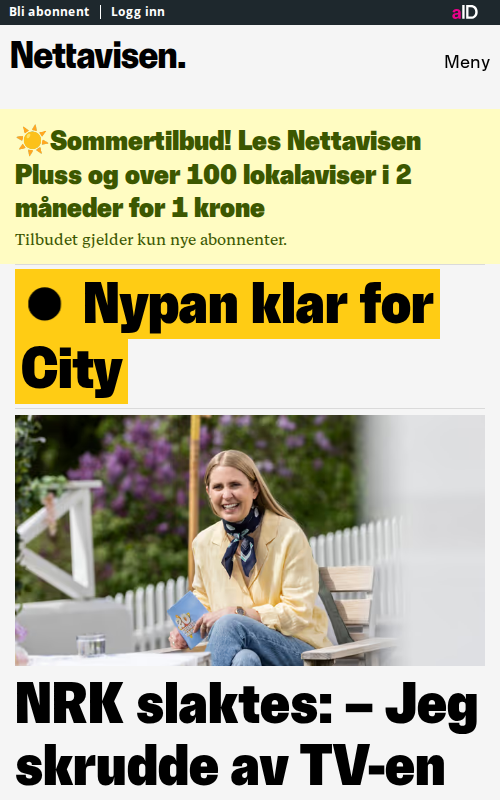 Bli abonnent | Logg inn
aID
Nettavisen.
Meny
☀️Sommertilbud! Les Nettavisen
Pluss og over 100 lokalaviser i 2
måneder for 1 krone
Tilbudet gjelder kun nye abonnenter.
● Nypan klar for
City
NRK slaktes: – Jeg
skrudde av TV-en